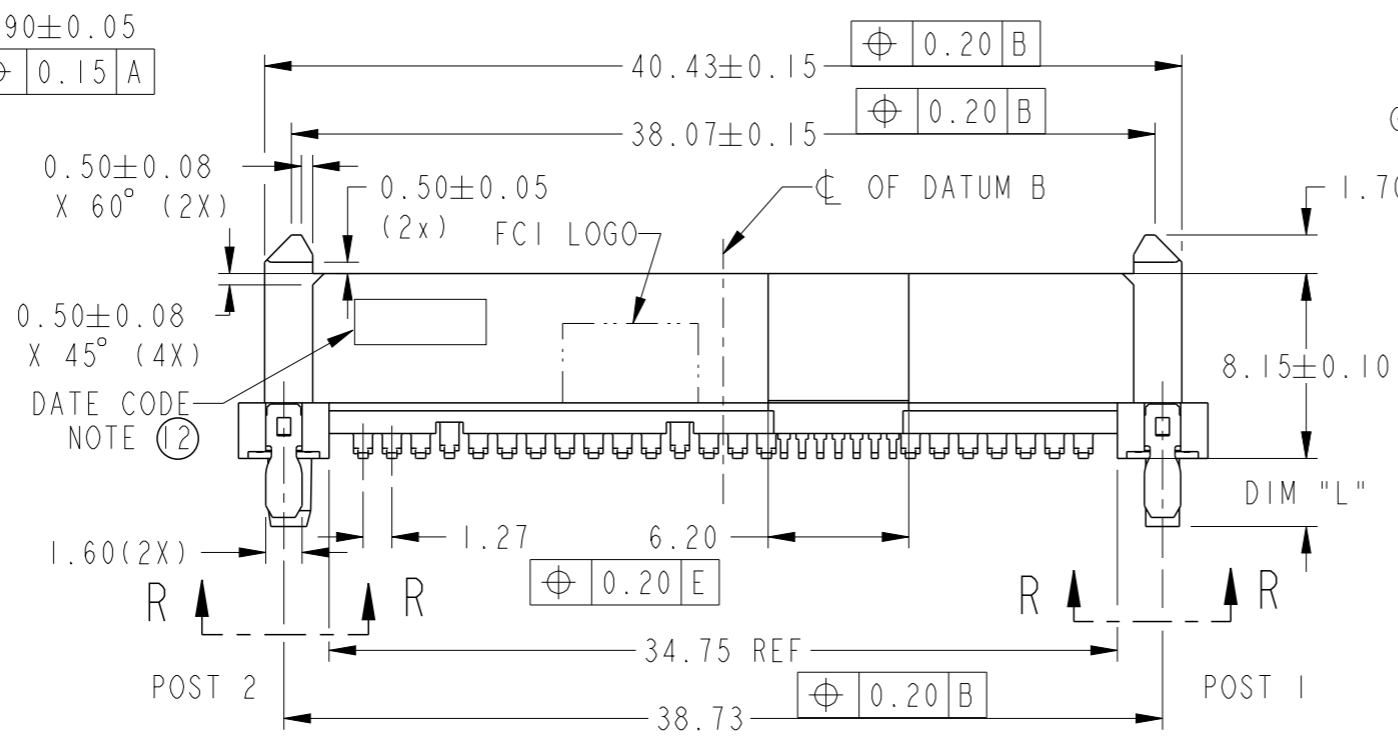 90±0.05
⌖ 0.15 A
⌖ 0.20 B
40.43±0.15
⌖ 0.20 B
38.07±0.15
0.50±0.08
X 60° (2X)
0.50±0.05
(2x)
FCI LOGO
℄ OF DATUM B
1.70
0.50±0.08
X 45° (4X)
8.15±0.10
DATE CODE
NOTE 12
DIM "L"
1.60(2X)
1.27
6.20
⌖ 0.20 E
R R
R R
34.75 REF
POST 2
⌖ 0.20 B
POST 1
38.73